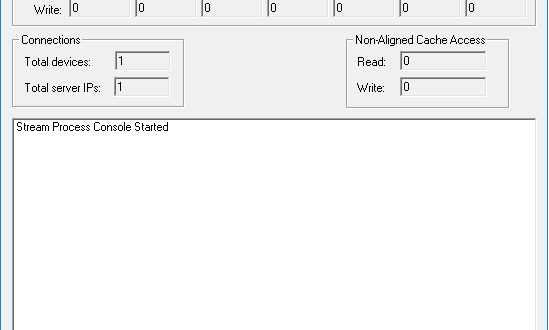 Write: 0 0 0 0 0 0 0
Connections Non-Aligned Cache Access
Total devices: 1 Read: 0
Total server IPs: 1 Write: 0
Stream Process Console Started